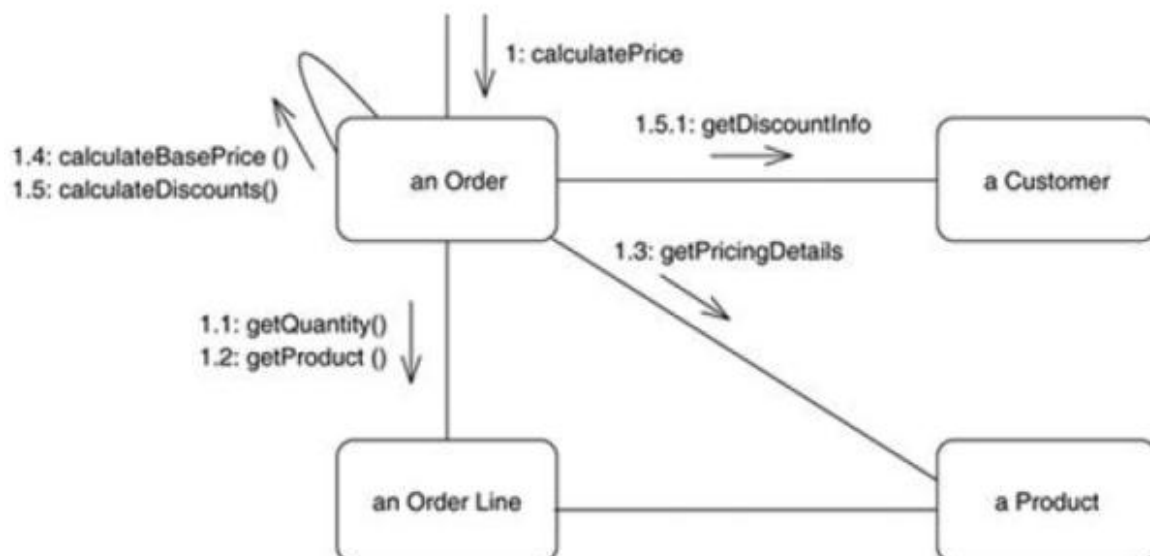 1: calculatePrice
1.5.1: getDiscountInfo
1.4: calculateBasePrice ()
1.5: calculateDiscounts()
an Order
a Customer
1.3: getPricingDetails
1.1: getQuantity()
1.2: getProduct ()
an Order Line
a Product